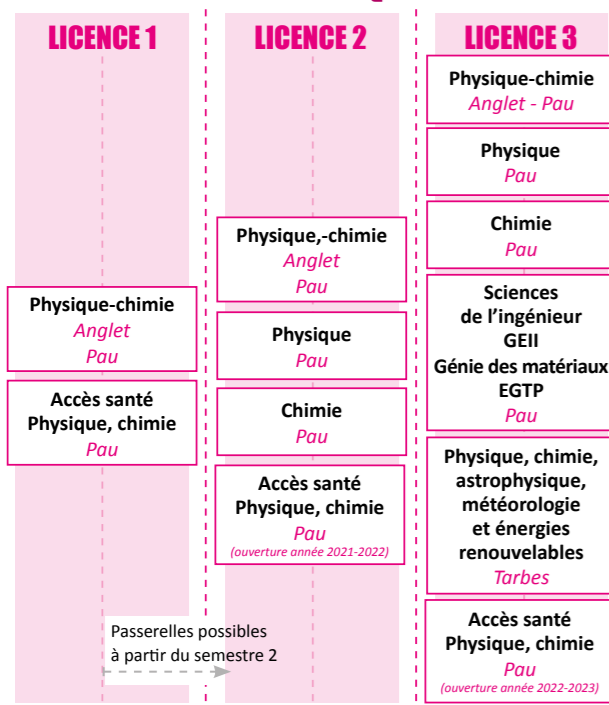 LICENCE 1
Physique-chimie
Anglet
Pau
Accès santé
Physique, chimie
Pau
Passerelles possibles
à partir du semestre 2
LICENCE 2
Physique,-chimie
Anglet
Pau
Physique
Pau
Chimie
Pau
Accès santé
Physique, chimie
Pau
(ouverture année 2021-2022)
LICENCE 3
Physique-chimie
Anglet - Pau
Physique
Pau
Chimie
Pau
Sciences
de l'ingénieur
GEII
Génie des matériaux
EGTP
Pau
Physique, chimie,
astrophysique,
météorologie
et énergies
renouvelables
Tarbes
Accès santé
Physique, chimie
Pau
(ouverture année 2022-2023)